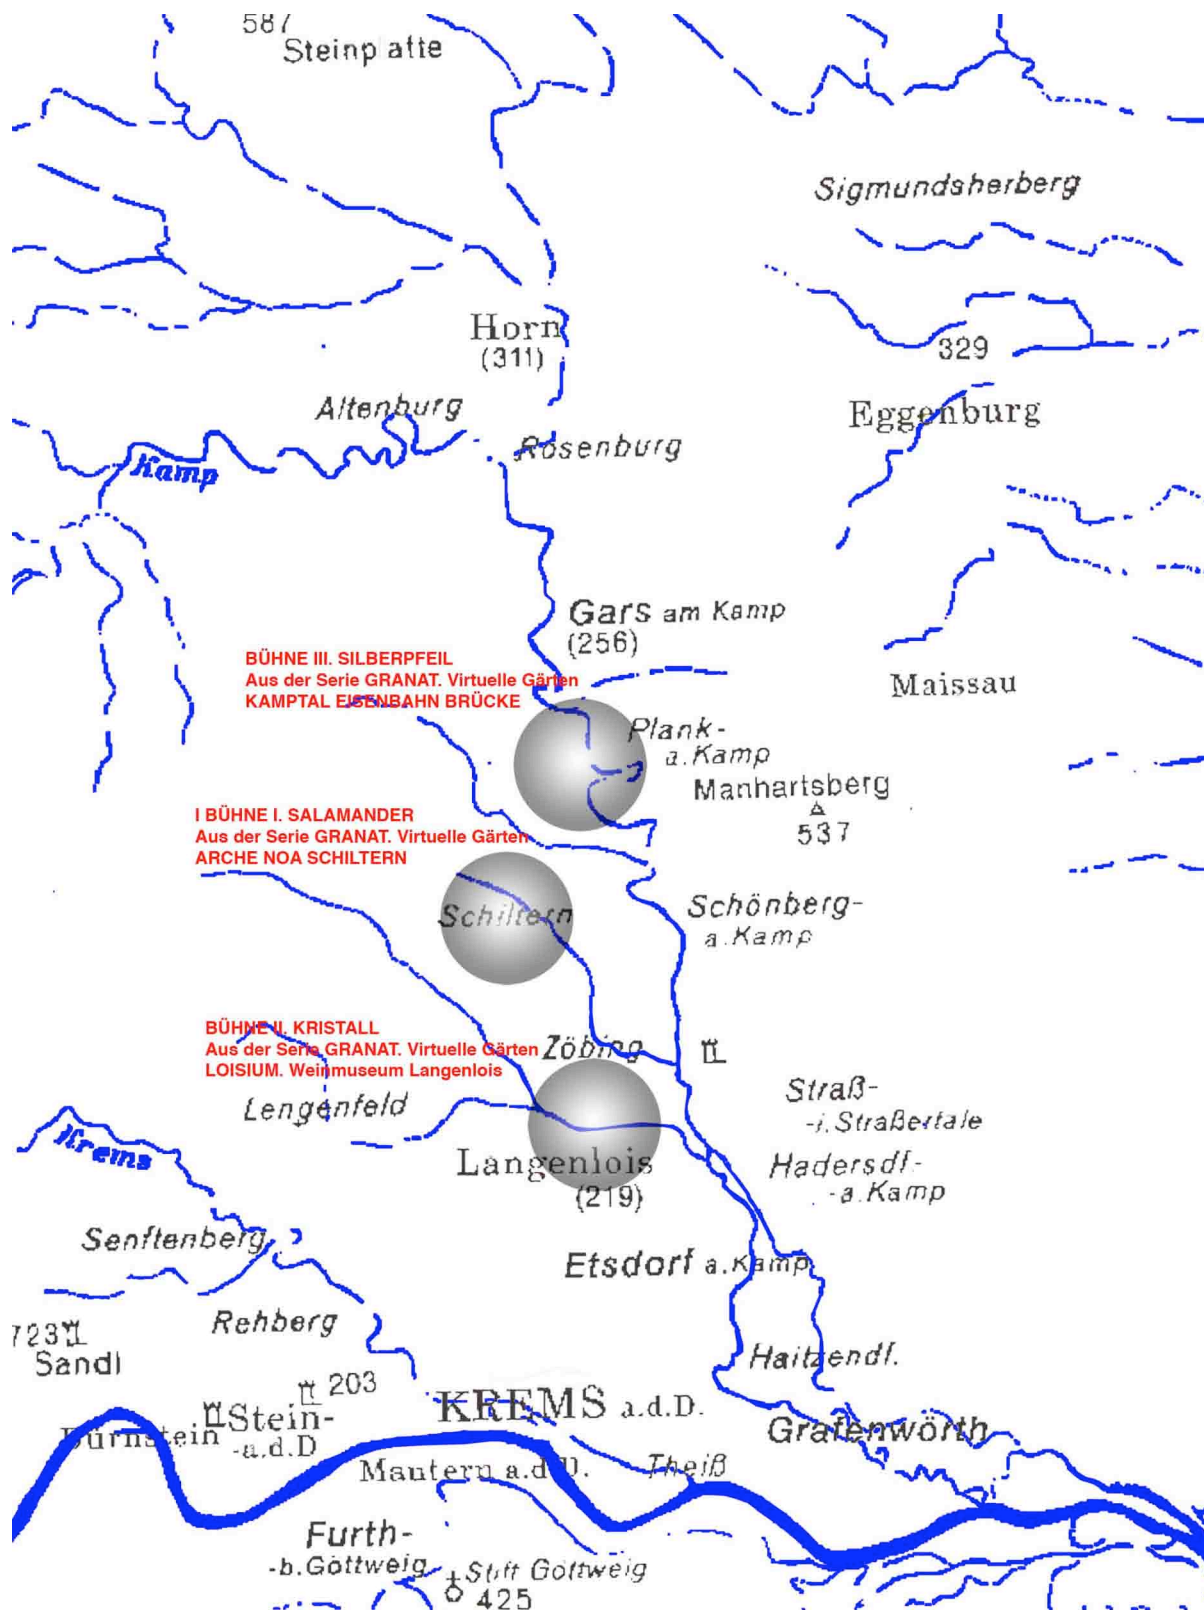 587
Steinplatte
Sigmundsherberg
Horn
(311)
329
Altenburg
Eggenburg
Rosenburg
Kamp
Gars am Kamp
(256)
BÜHNE III. SILBERPFEIL
Aus der Serie GRANAT. Virtuelle Gärten
KAMPTAL EISENBAHN BRÜCKE
Maissau
Plank-
a.Kamp
Manhartsberg
537
I BÜHNE I. SALAMANDER
Aus der Serie GRANAT. Virtuelle Gärten
ARCHE NOA SCHILTERN
Schiltern
Schönberg-
a.Kamp
BÜHNE II. KRISTALL
Aus der Serie GRANAT. Virtuelle Gärten
LOISIUM. Weinmuseum Langenlois
Zöbing
Lengenfeld
Straß-
-i.Straßertale
Krems
Langenlois
(219)
Hadersdf.-
-a.Kamp
Senftenberg
Etsdorf a.Kamp
Rehberg
723
Sandl
Haitzendf.
203
KREMS a.d.D.
Dürnstein
Stein-
-a.d.D
Grafenwörth
Mautern a.d.D.
Theiß
Furth-
-b.Göttweig
Stift Göttweig
425